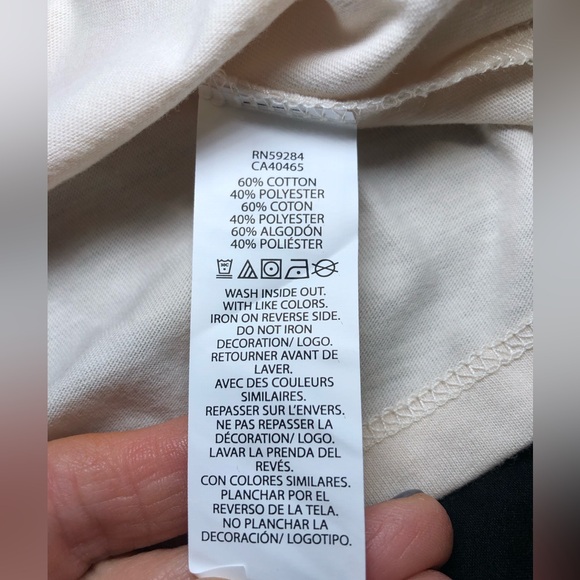 RN59284
CA40465
60% COTTON
40% POLYESTER
60% COTON
40% POLYESTER
60% ALGODÓN
40% POLIÉSTER
WASH INSIDE OUT.
WITH LIKE COLORS.
IRON ON REVERSE SIDE.
DO NOT IRON
DECORATION/ LOGO.
RETOURNER AVANT DE
LAVER.
AVEC DES COULEURS
SIMILAIRES.
REPASSER SUR L'ENVERS.
NE PAS REPASSER LA
DÉCORATION/ LOGO.
LAVAR LA PRENDA DEL
REVÉS.
CON COLORES SIMILARES.
PLANCHAR POR EL
REVERSO DE LA TELA.
NO PLANCHAR LA
DECORACIÓN/ LOGOTIPO.